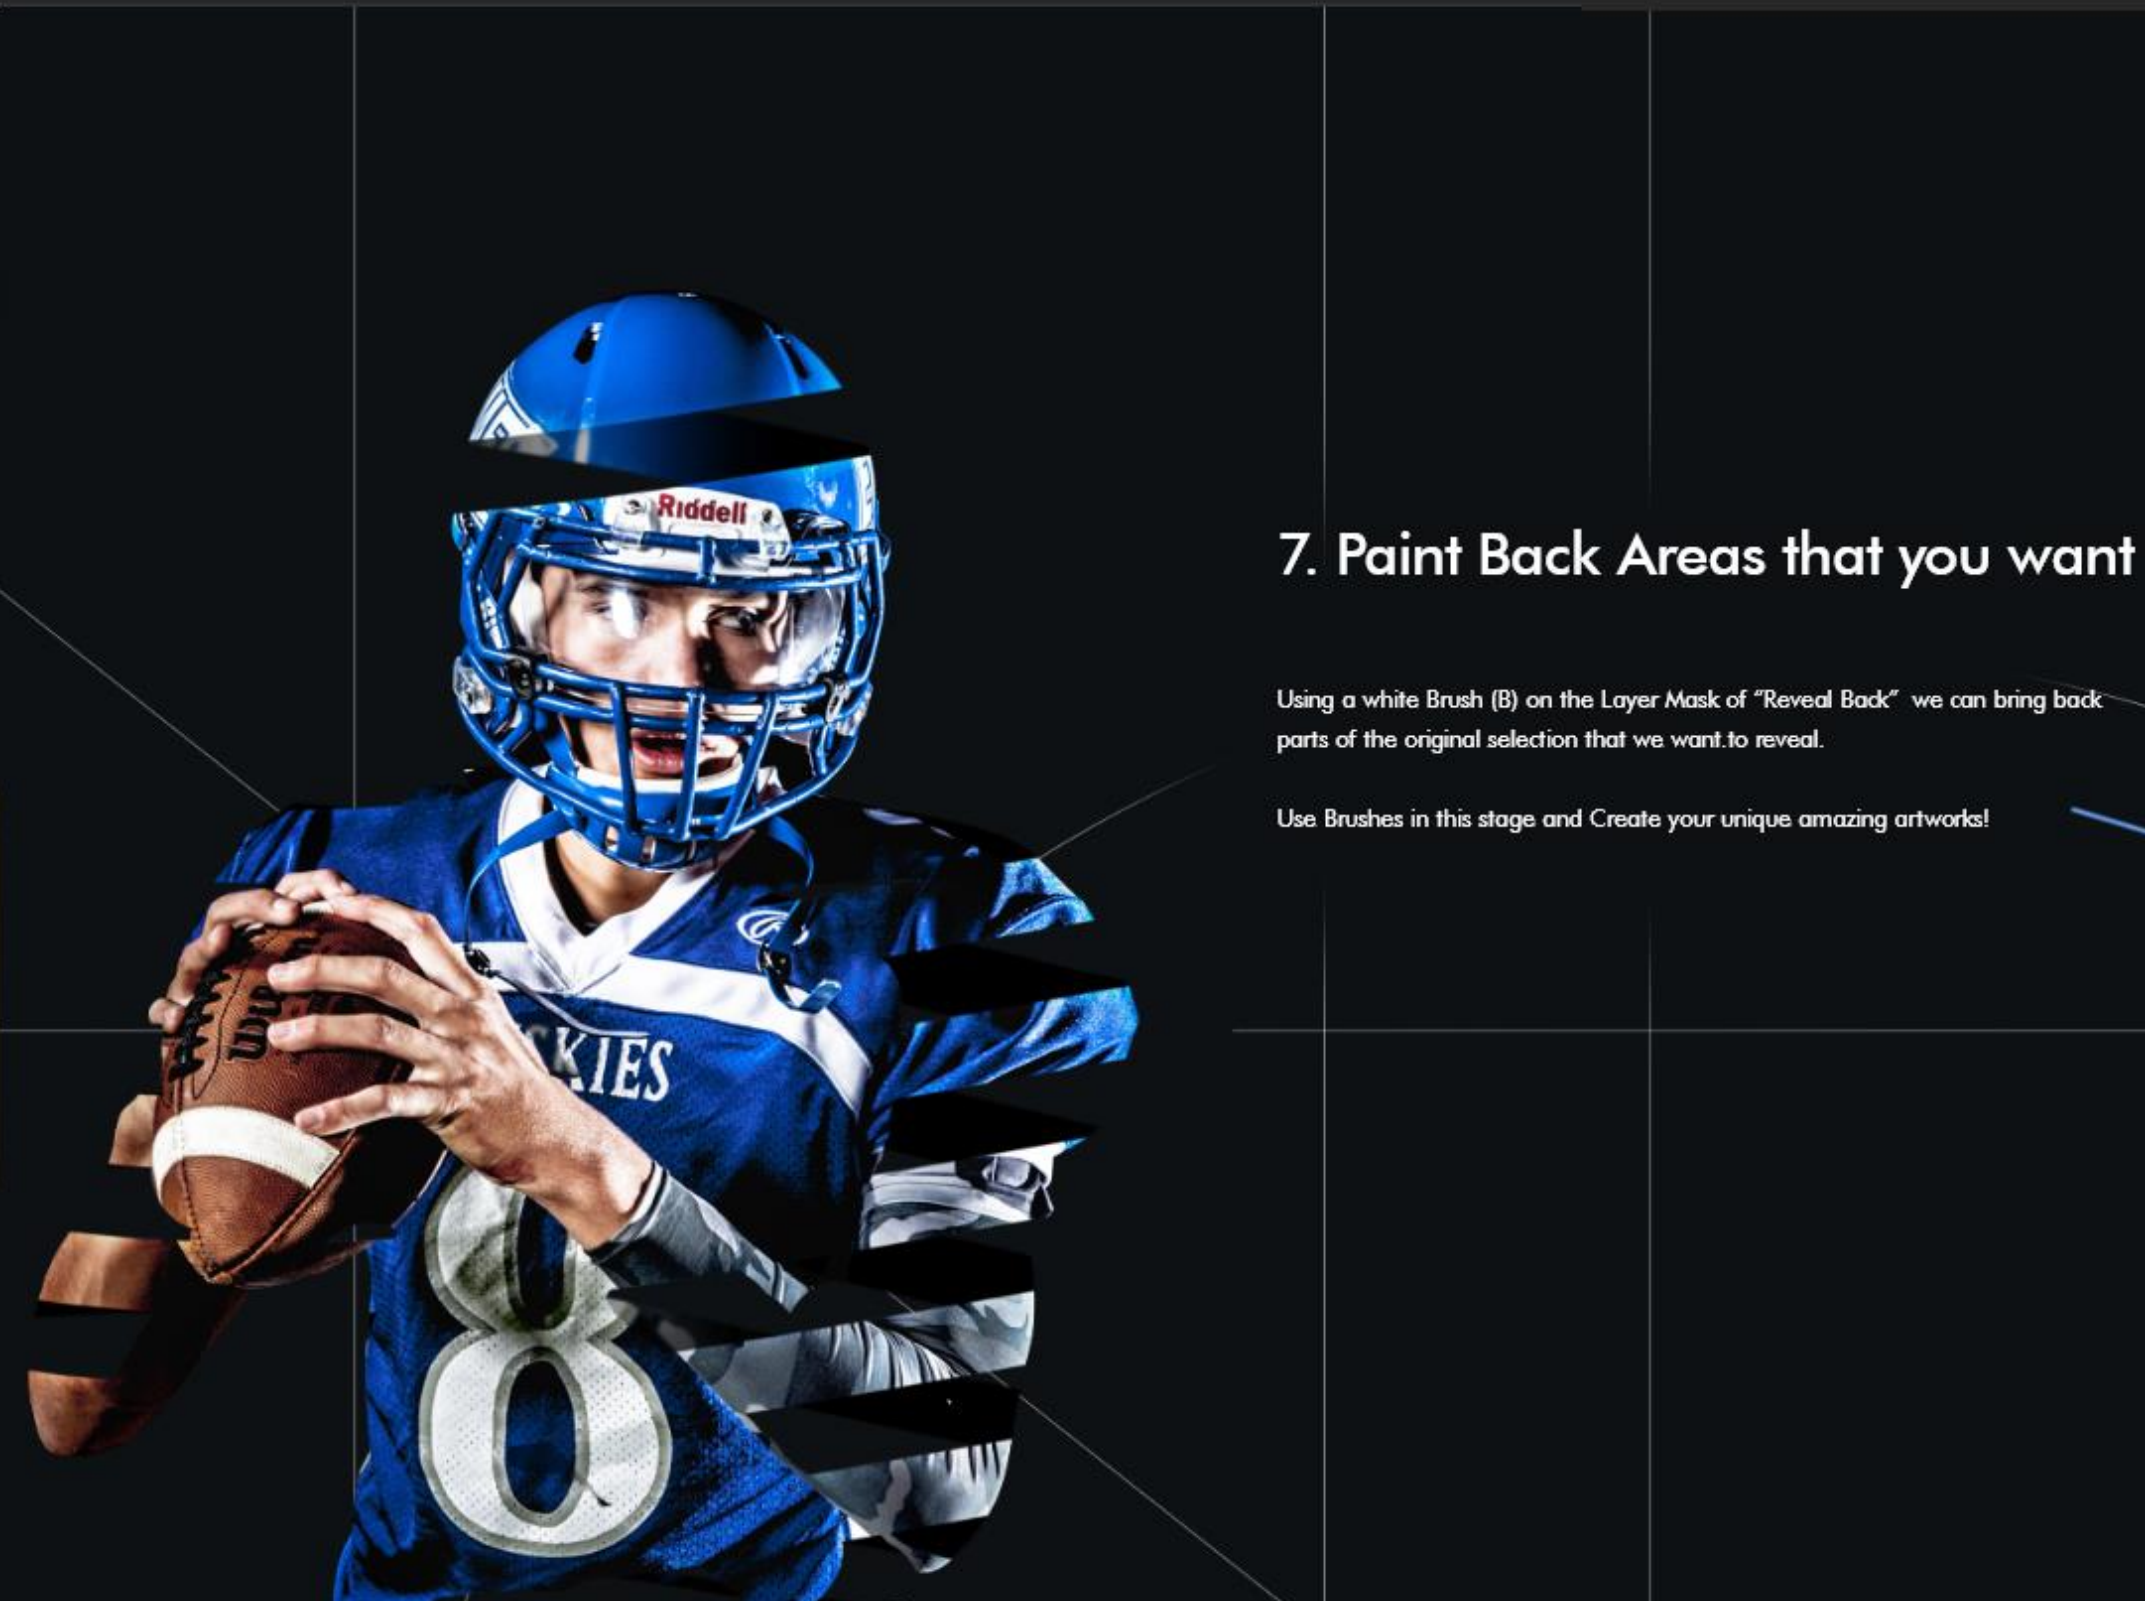 Riddell
7. Paint Back Areas that you want
Using a white Brush (B) on the Layer Mask of “Reveal Back” we can bring back
parts of the original selection that we want.to reveal.
Use Brushes in this stage and Create your unique amazing artworks!
KIES
8